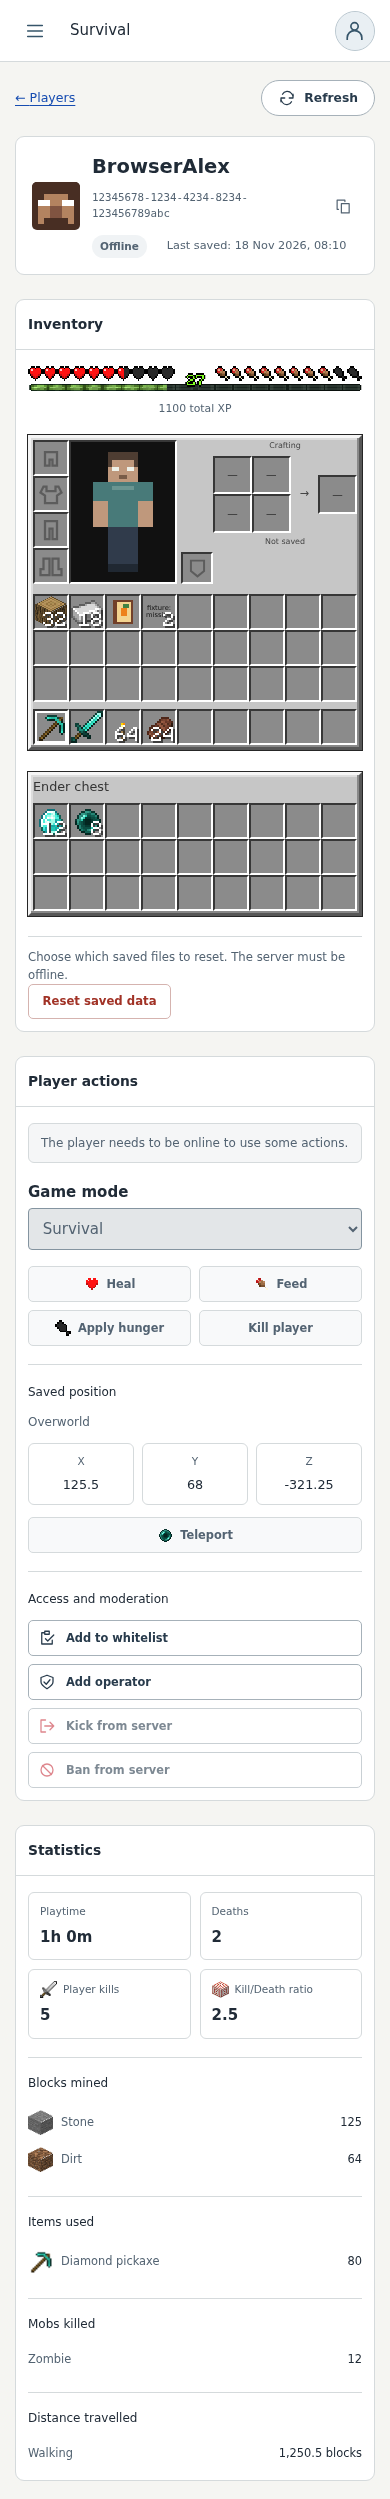 Survival
← Players
Refresh
BrowserAlex
12345678-1234-4234-8234-
123456789abc
Offline
Last saved: 18 Nov 2026, 08:10
Inventory
27
1100 total XP
Crafting
— —
→ —
— —
Not saved
32
18
fixture:
2
Ender chest
12
8
64
24
Choose which saved files to reset. The server must be
offline.
Reset saved data
Player actions
The player needs to be online to use some actions.
Game mode
Survival
Heal
Feed
Apply hunger
Kill player
Saved position
Overworld
X
Y
Z
125.5
68
-321.25
Teleport
Access and moderation
Add to whitelist
Add operator
Kick from server
Ban from server
Statistics
Playtime
1h 0m
Deaths
2
Player kills
5
Kill/Death ratio
2.5
Blocks mined
Stone 125
Dirt 64
Items used
Diamond pickaxe 80
Mobs killed
Zombie 12
Distance travelled
Walking 1,250.5 blocks